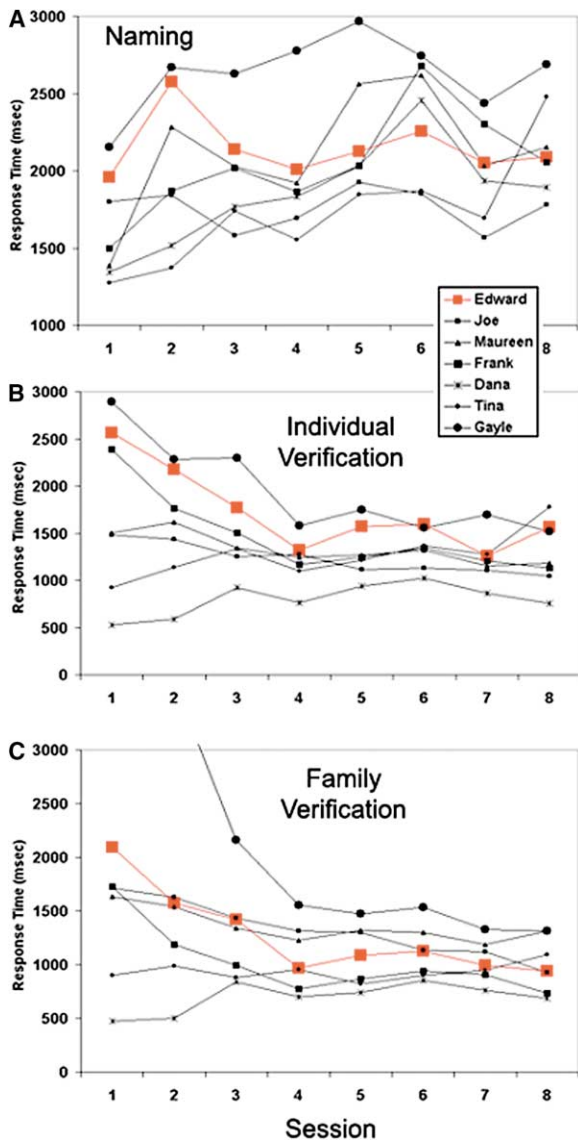 A
Naming
3000
2500
2000
1500
1000
Response Time (msec)
1 2 3 4 5 6 7 8
Edward
Joe
Maureen
Frank
Dana
Tina
Gayle
B
Individual
Verification
3000
2500
2000
1500
1000
500
0
Response Time (msec)
1 2 3 4 5 6 7 8
C
Family
Verification
3000
2500
2000
1500
1000
500
0
Response Time (msec)
1 2 3 4 5 6 7 8
Session